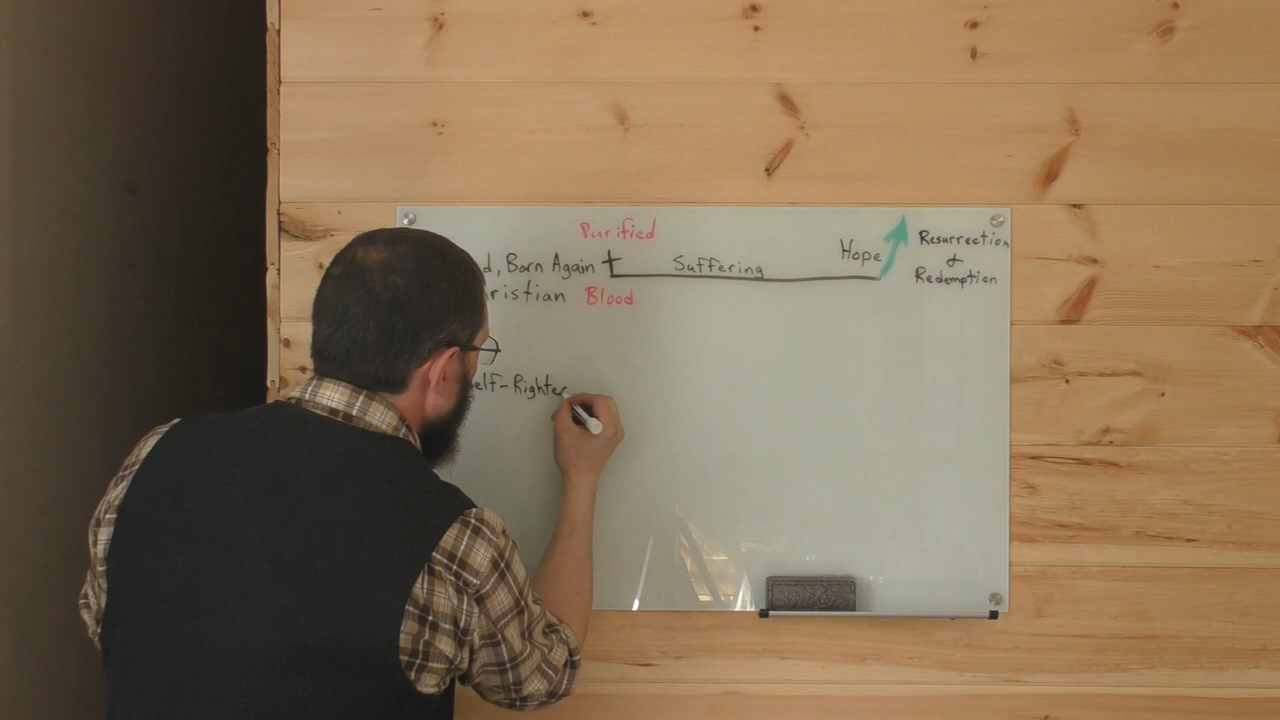 Purified
d, Born Again Suffering Hope Resurrection
& Redemption
ristian Blood
elf-Righte